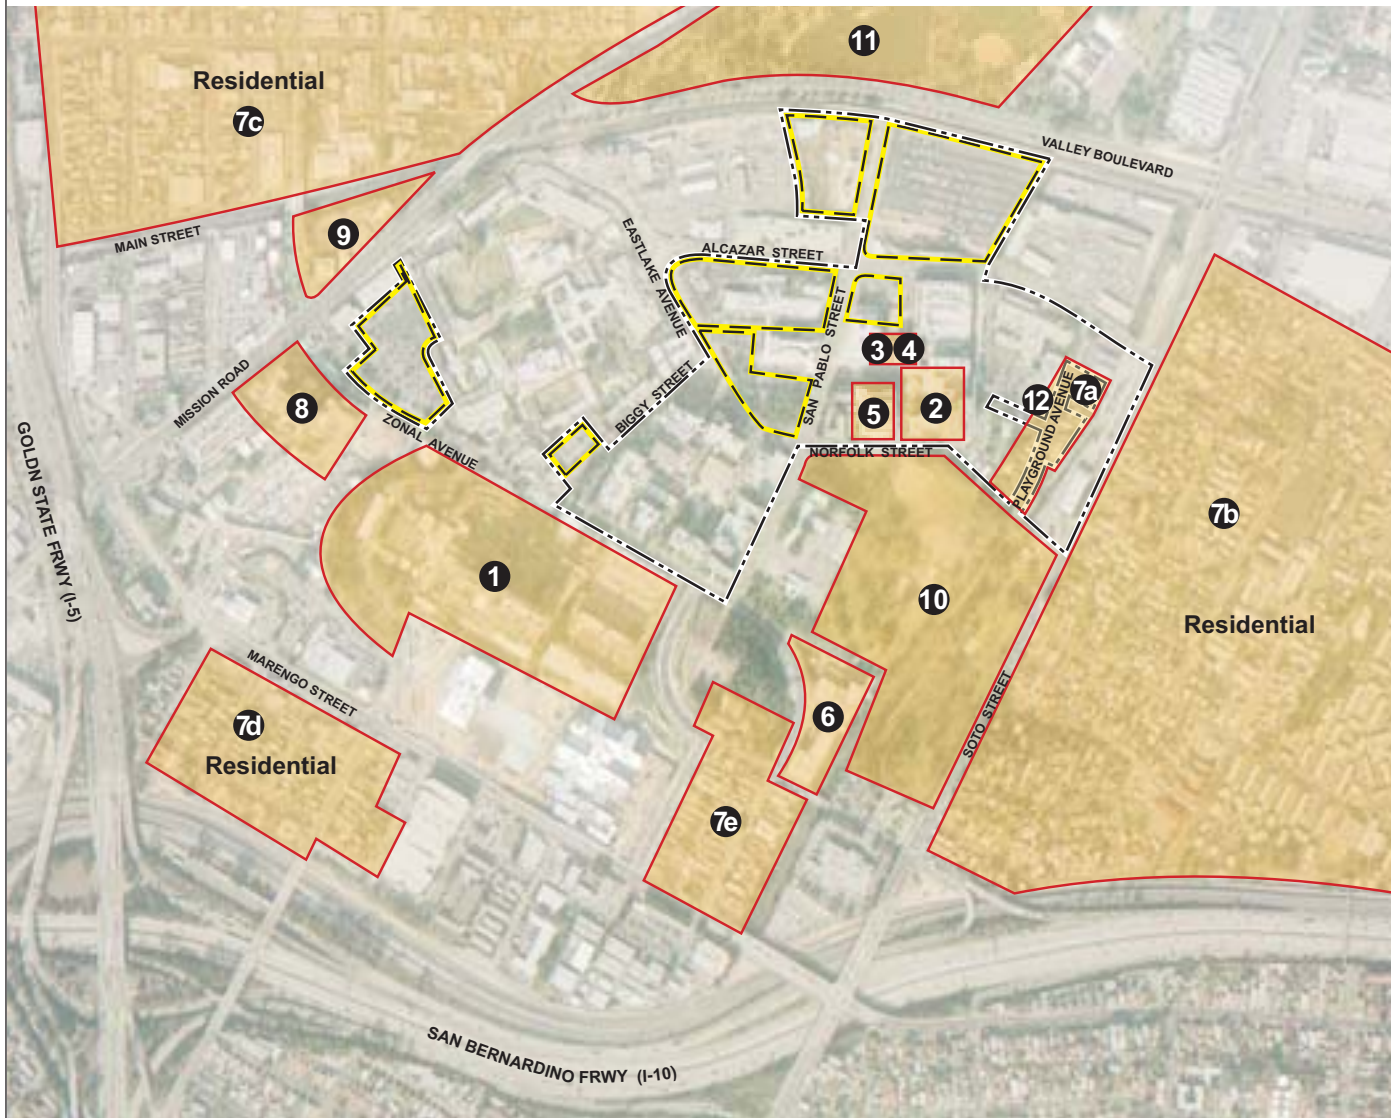 11
Residential
7c
VALLEY BOULEVARD
MAIN STREET
9
EASTLAKE AVENUE
ALCAZAR STREET
SAN PABLO STREET
3
4
BIGGY STREET
MISSION ROAD
8
ZONAL AVENUE
5
2
12
7a
PLAYGROUND AVENUE
NORFOLK STREET
GOLDN STATE FRWY (I-5)
7b
Residential
1
10
MARENGO STREET
7d
Residential
6
SOTO STREET
7e
SAN BERNARDINO FRWY (I-10)